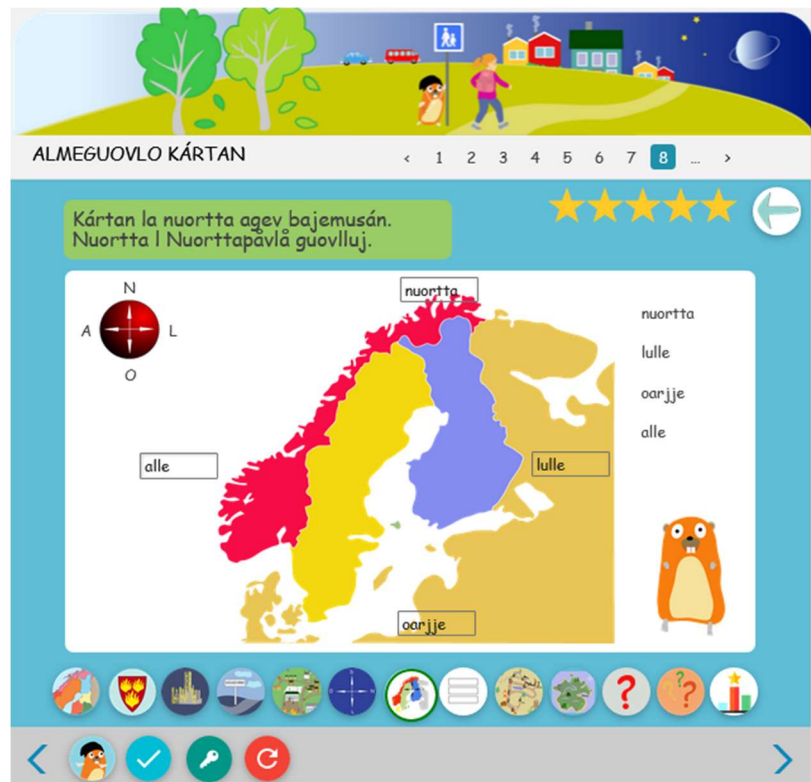 ALMEGUOVLO KÁRTAN
‹ 1 2 3 4 5 6 7 8 ... ›
Kártan la nuortta agev bajemusán.
Nuortta l Nuorttapåvlå guovlluj.
N
A L
O
nuortta
alle
lulle
oarjje
nuortta
lulle
oarjje
alle
? ? ? ?